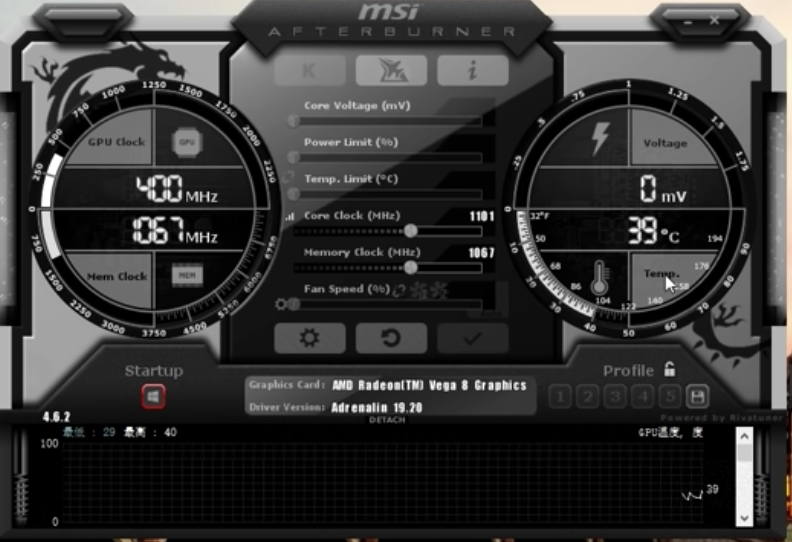 msi
AFTERBURNER
K
i
GPU Clock
GPU
400 MHz
1067 MHz
Mem Clock
MEM
0
250
500
750
1000
1250
1500
1750
2000
2250
0
750
1500
2250
3000
3750
4500
5250
6000
6750
Core Voltage (mV)
Power Limit (%)
Temp. Limit (°C)
Core Clock (MHz) 1101
Memory Clock (MHz) 1067
Fan Speed (%)
Voltage
0 mV
39 °C
Temp.
0
.25
.5
.75
1
1.25
1.5
1.75
32°F
50
68
86
104
122
140
158
176
194
10
20
30
40
50
60
70
80
90
Startup
Profile
1 2 3 4 5
Graphics Card: AMD Radeon(TM) Vega 8 Graphics
Driver Version: Adrenalin 19.20
DETACH
4.6.2
Powered by Rivatuner
最低 : 29 最高 : 40
GPU温度, 度
100
39
0